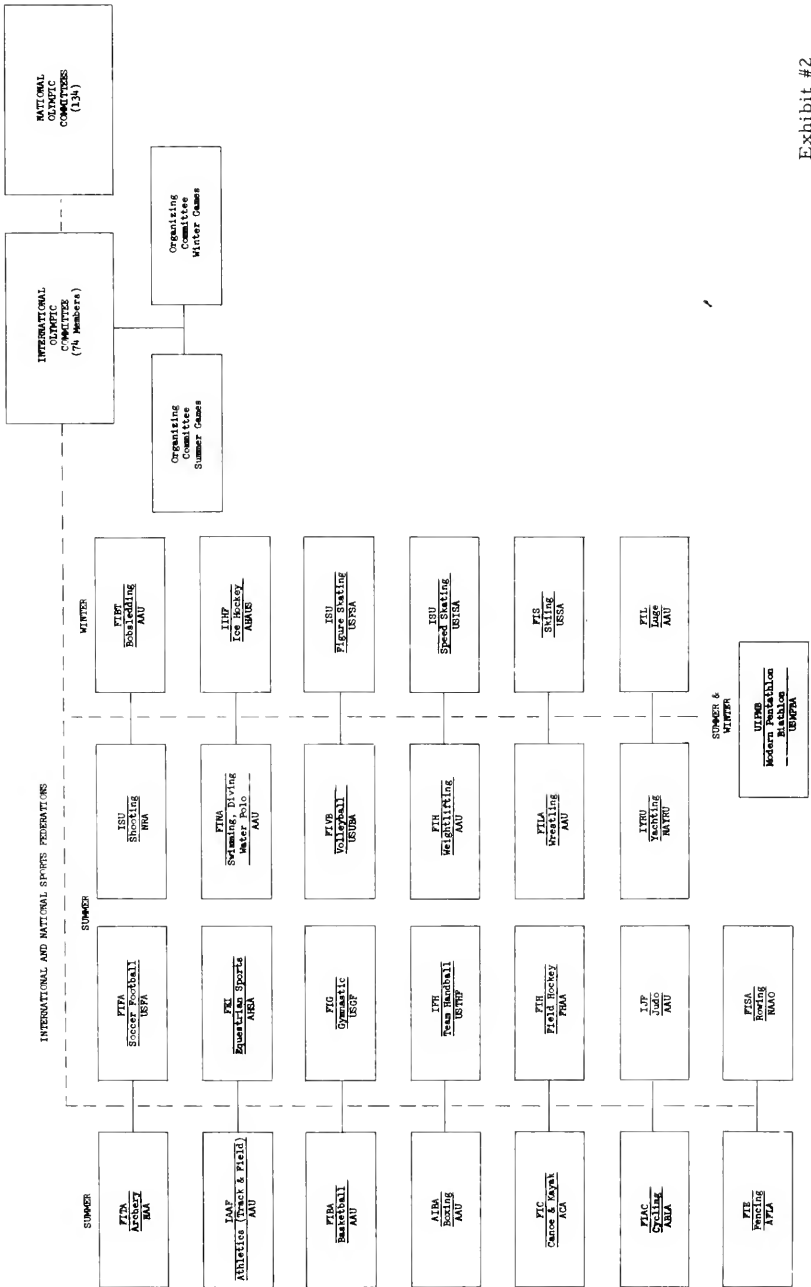 NATIONAL
OLYMPIC
COMMITTEES
(134)
INTERNATIONAL
OLYMPIC
COMMITTEE
(74 Members)
Organizing
Committee
Summer Games
Organizing
Committee
Winter Games
INTERNATIONAL AND NATIONAL SPORTS FEDERATIONS
SUMMER
SUMMER
WINTER
FITA
Archery
NAA
FIFA
Soccer Football
USFA
ISU
Shooting
NRA
FIBT
Bobsledding
AAU
IAAF
Athletics (Track & Field)
AAU
FEI
Equestrian Sports
AHSA
FINA
Swimming, Diving
Water Polo
AAU
IIHF
Ice Hockey
AHAUS
FIBA
Basketball
AAU
FIG
Gymnastic
USGF
FIVB
Volleyball
USUBA
ISU
Figure Skating
USFSA
AIBA
Boxing
AAU
IFH
Team Handball
USTHF
FIH
Weightlifting
AAU
ISU
Speed Skating
USISA
FIC
Canoe & Kayak
ACA
FIH
Field Hockey
FHAA
FILA
Wrestling
AAU
FIS
Skiing
USSA
FIAC
Cycling
ABLA
IJF
Judo
AAU
IYRU
Yachting
NAYRU
FIL
Luge
AAU
FIE
Fencing
AFLA
FISA
Rowing
NAAO
SUMMER &
WINTER
UIPMB
Modern Pentathlon
Biathlon
USMPBA
Exhibit #2